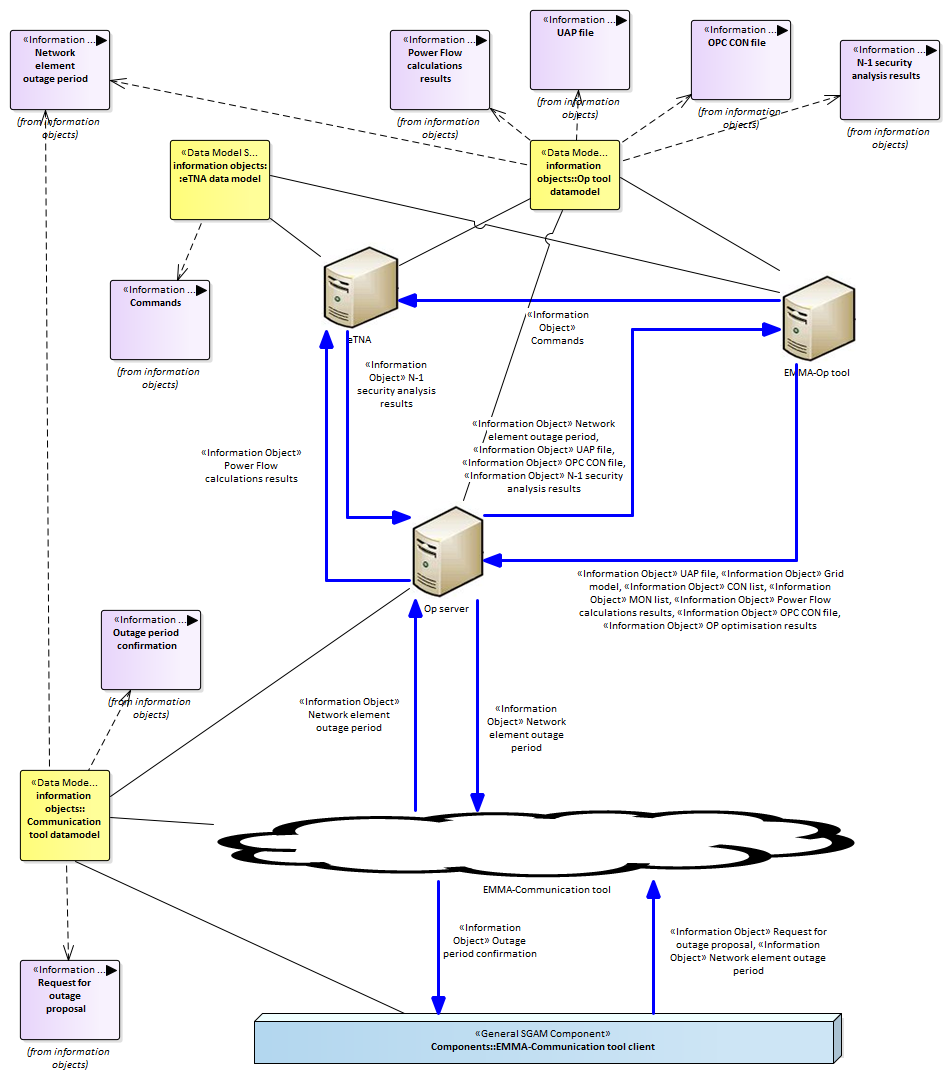 «Information ...
Network
element
outage period
(from information
objects)
«Information ...
Power Flow
calculations
results
(from information
objects)
«Information ...
UAP file
(from information
objects)
«Information ...
OPC CON file
(from information
objects)
«Information ...
N-1 security
analysis results
(from information
objects)
«Data Model S...
information objects:
:eTNA data model
«Data Mode...
information
objects::Op tool
datamodel
«Information ...
Commands
(from information
objects)
eTNA
«Information
Object»
Commands
EMMA-Op tool
«Information
Object» N-1
security analysis
results
«Information Object»
Power Flow
calculations results
«Information Object» Network
element outage period,
«Information Object» UAP file,
«Information Object» OPC CON file,
«Information Object» N-1 security
analysis results
Op server
«Information Object» UAP file, «Information Object» Grid
model, «Information Object» CON list, «Information
Object» MON list, «Information Object» Power Flow
calculations results, «Information Object» OPC CON file,
«Information Object» OP optimisation results
«Information ...
Outage period
confirmation
(from information
objects)
«Information Object»
Network element
outage period
«Information
Object» Network
element outage
period
«Data Mode...
information
objects::
Communication
tool datamodel
EMMA-Communication tool
«Information
Object» Outage
period confirmation
«Information Object» Request for
outage proposal, «Information
Object» Network element outage
period
«Information ...
Request for
outage
proposal
(from information
objects)
«General SGAM Component»
Components::EMMA-Communication tool client